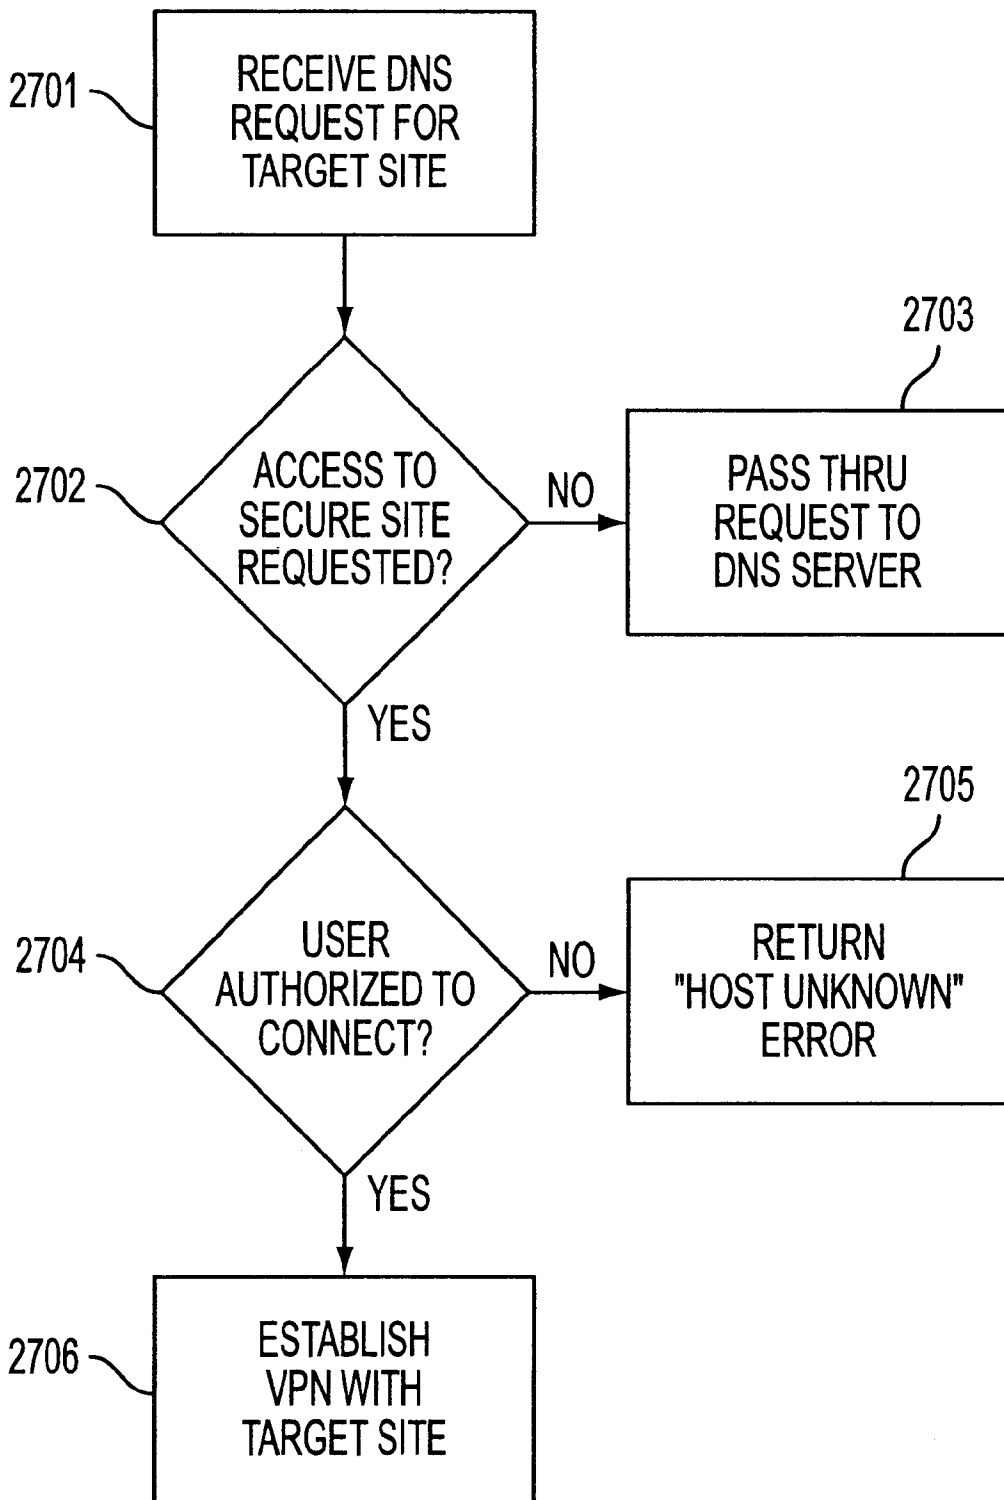 2701
RECEIVE DNS
REQUEST FOR
TARGET SITE
2702
ACCESS TO
SECURE SITE
REQUESTED?
NO
2703
PASS THRU
REQUEST TO
DNS SERVER
YES
2704
USER
AUTHORIZED TO
CONNECT?
NO
2705
RETURN
"HOST UNKNOWN"
ERROR
YES
2706
ESTABLISH
VPN WITH
TARGET SITE